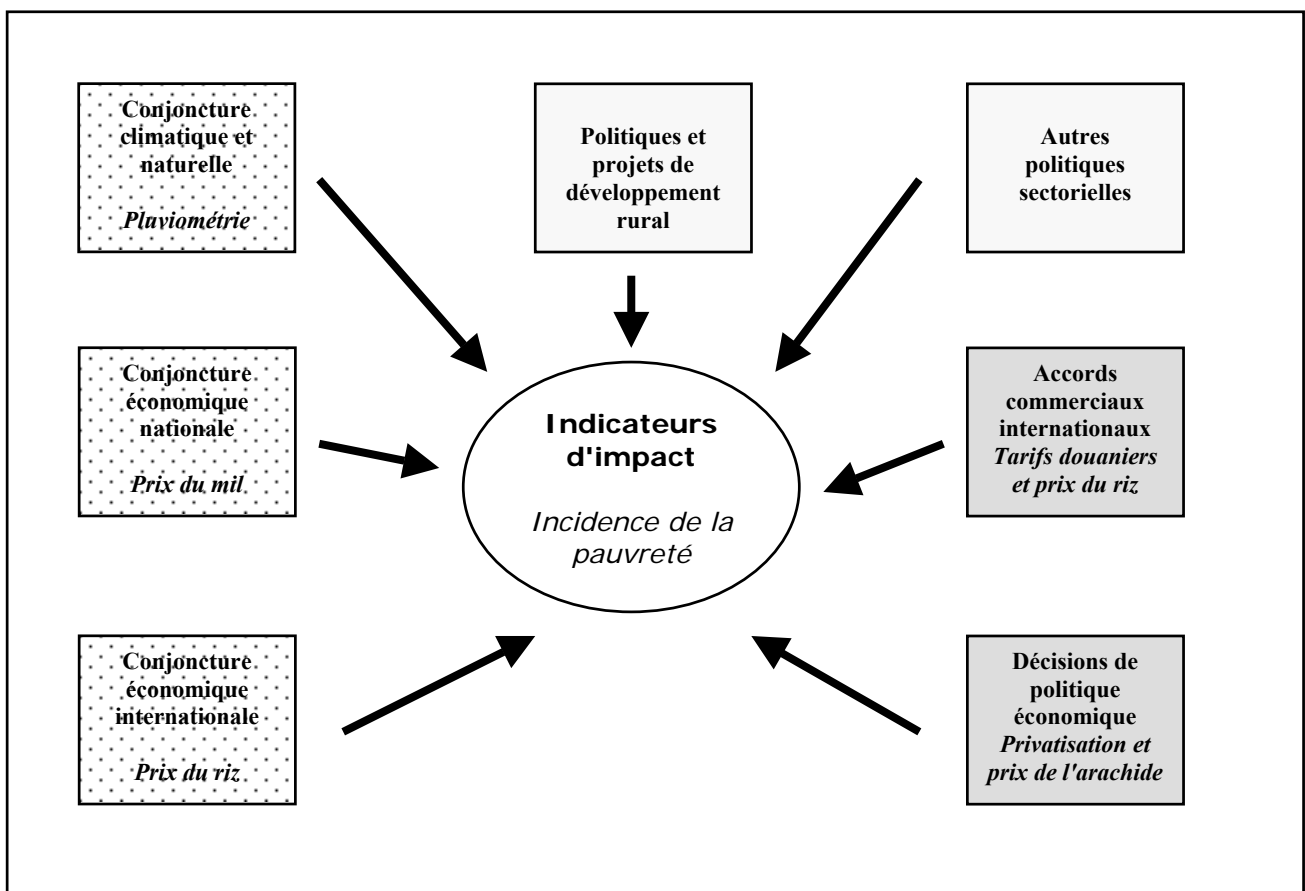 Conjoncture
climatique et
naturelle
Pluviométrie
Politiques et
projets de
développement
rural
Autres
politiques
sectorielles
Conjoncture
économique
nationale
Prix du mil
Indicateurs
d'impact
Incidence de la
pauvreté
Accords
commerciaux
internationaux
Tarifs douaniers
et prix du riz
Conjoncture
économique
internationale
Prix du riz
Décisions de
politique
économique
Privatisation et
prix de l'arachide